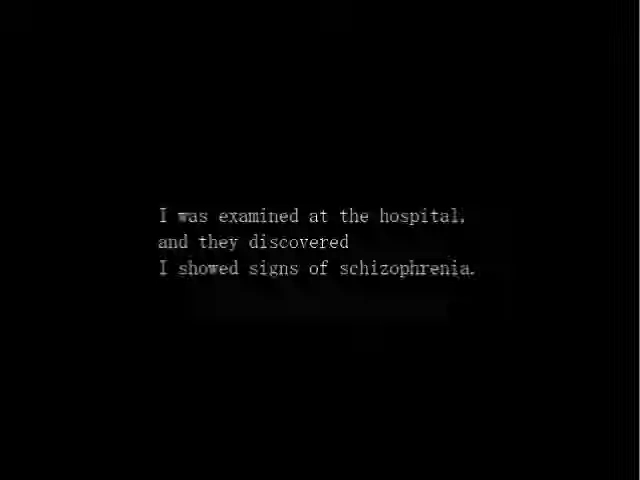 I was examined at the hospital,
and they discovered
I showed signs of schizophrenia.